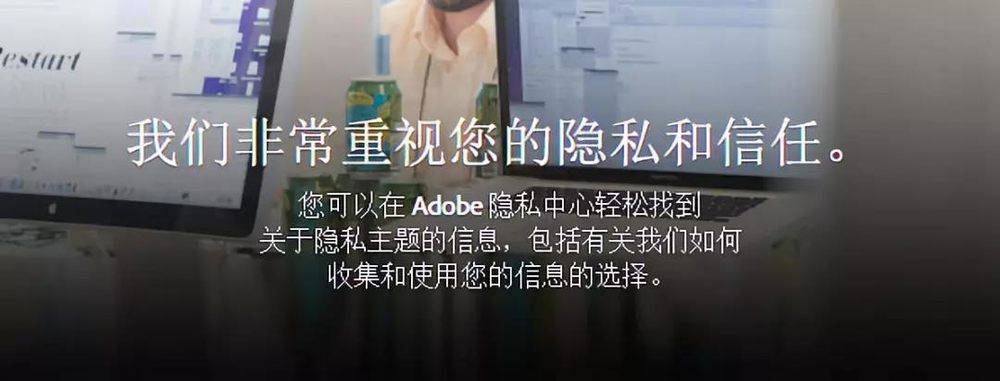 Restart
我们非常重视您的隐私和信任。
您可以在 Adobe 隐私中心轻松找到
关于隐私主题的信息，包括有关我们如何
收集和使用您的信息的选择。